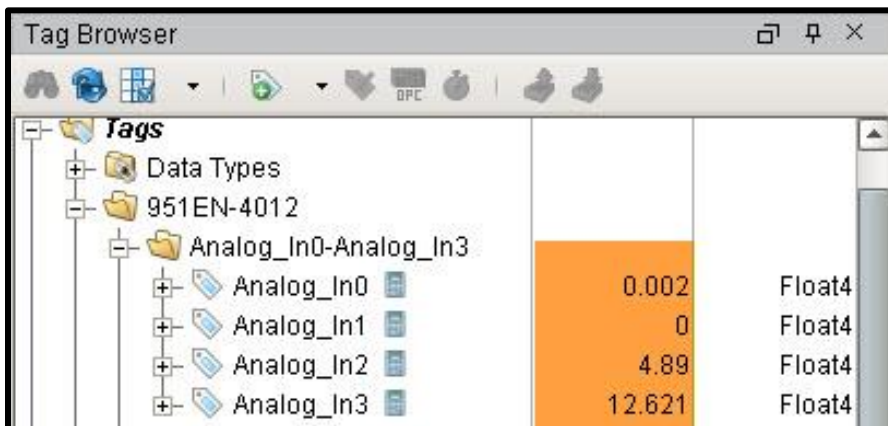 Tag Browser
OPC
Tags
Data Types
951EN-4012
Analog_In0-Analog_In3
Analog_In0 0.002 Float4
Analog_In1 0 Float4
Analog_In2 4.89 Float4
Analog_In3 12.621 Float4